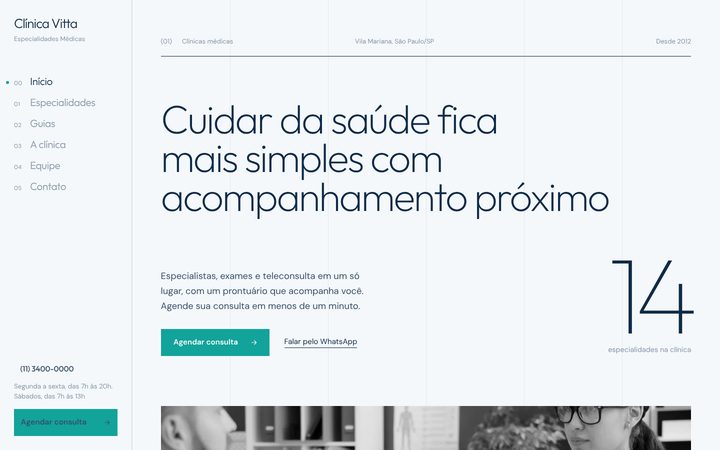 Clínica Vitta
Especialidades Médicas
00 Início
01 Especialidades
02 Guias
03 A clínica
04 Equipe
05 Contato
(11) 3400-0000
Segunda a sexta, das 7h às 20h.
Sábados, das 7h às 13h
Agendar consulta →
(01) Clínicas médicas
Vila Mariana, São Paulo/SP
Desde 2012
Cuidar da saúde fica
mais simples com
acompanhamento próximo
Especialistas, exames e teleconsulta em um só
lugar, com um prontuário que acompanha você.
Agende sua consulta em menos de um minuto.
Agendar consulta →
Falar pelo WhatsApp
14
especialidades na clínica